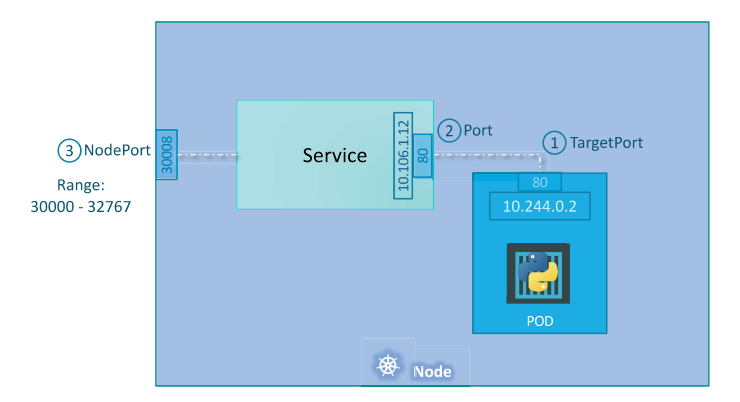 3 NodePort
Range:
30000 - 32767
30008
Service
10.106.1.12
80
2 Port
1 TargetPort
80
10.244.0.2
POD
Node